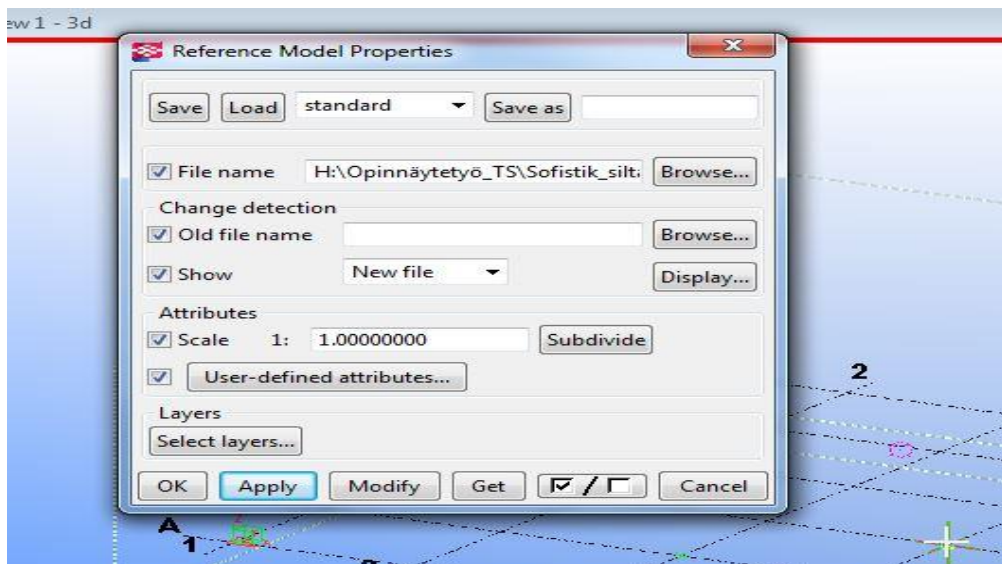 ew 1 - 3d
Reference Model Properties
Save Load standard Save as
File name H:\Opinnäytetyö_TS\Sofistik_silt Browse...
Change detection
Old file name Browse...
Show New file Display...
Attributes
Scale 1: 1.00000000 Subdivide
User-defined attributes...
Layers
Select layers...
OK Apply Modify Get / Cancel
2
A
1